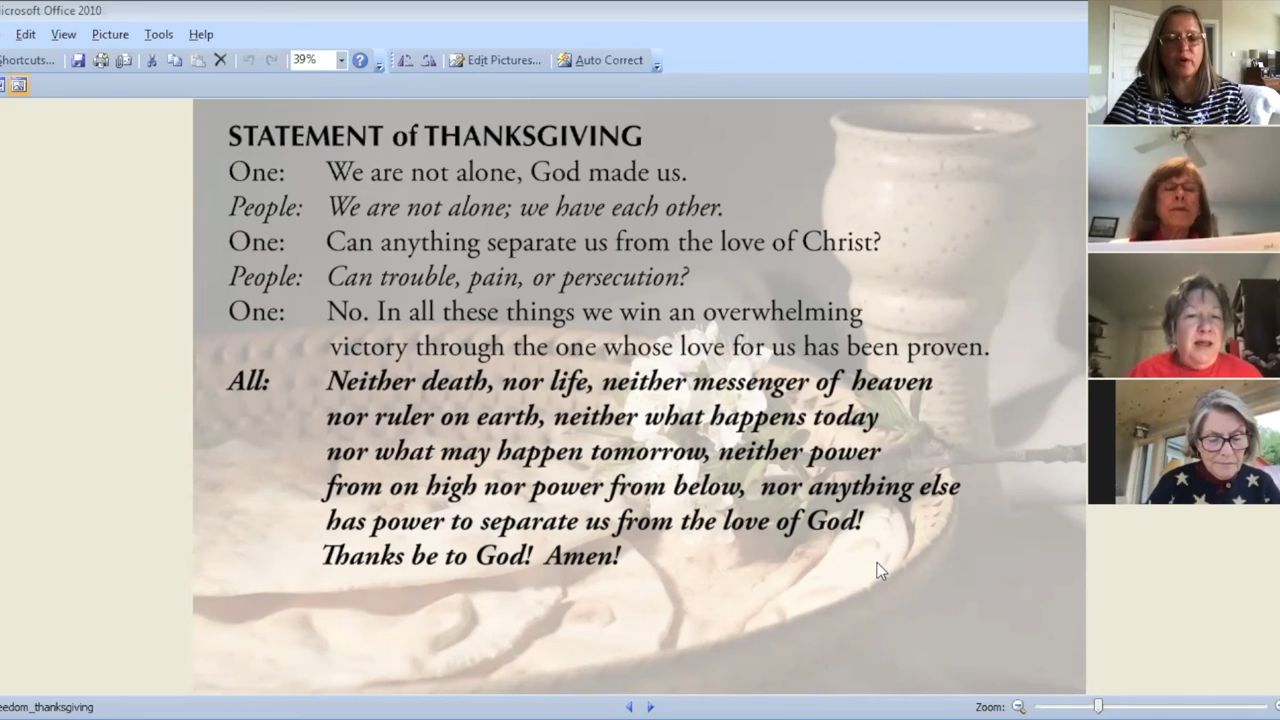 icrosoft Office 2010
Edit View Picture Tools Help
hortcuts... 39% Edit Pictures... Auto Correct
STATEMENT of THANKSGIVING
One: We are not alone, God made us.
People: We are not alone; we have each other.
One: Can anything separate us from the love of Christ?
People: Can trouble, pain, or persecution?
One: No. In all these things we win an overwhelming
victory through the one whose love for us has been proven.
All: Neither death, nor life, neither messenger of heaven
nor ruler on earth, neither what happens today
nor what may happen tomorrow, neither power
from on high nor power from below, nor anything else
has power to separate us from the love of God!
Thanks be to God! Amen!
eedom_thanksgiving Zoom: